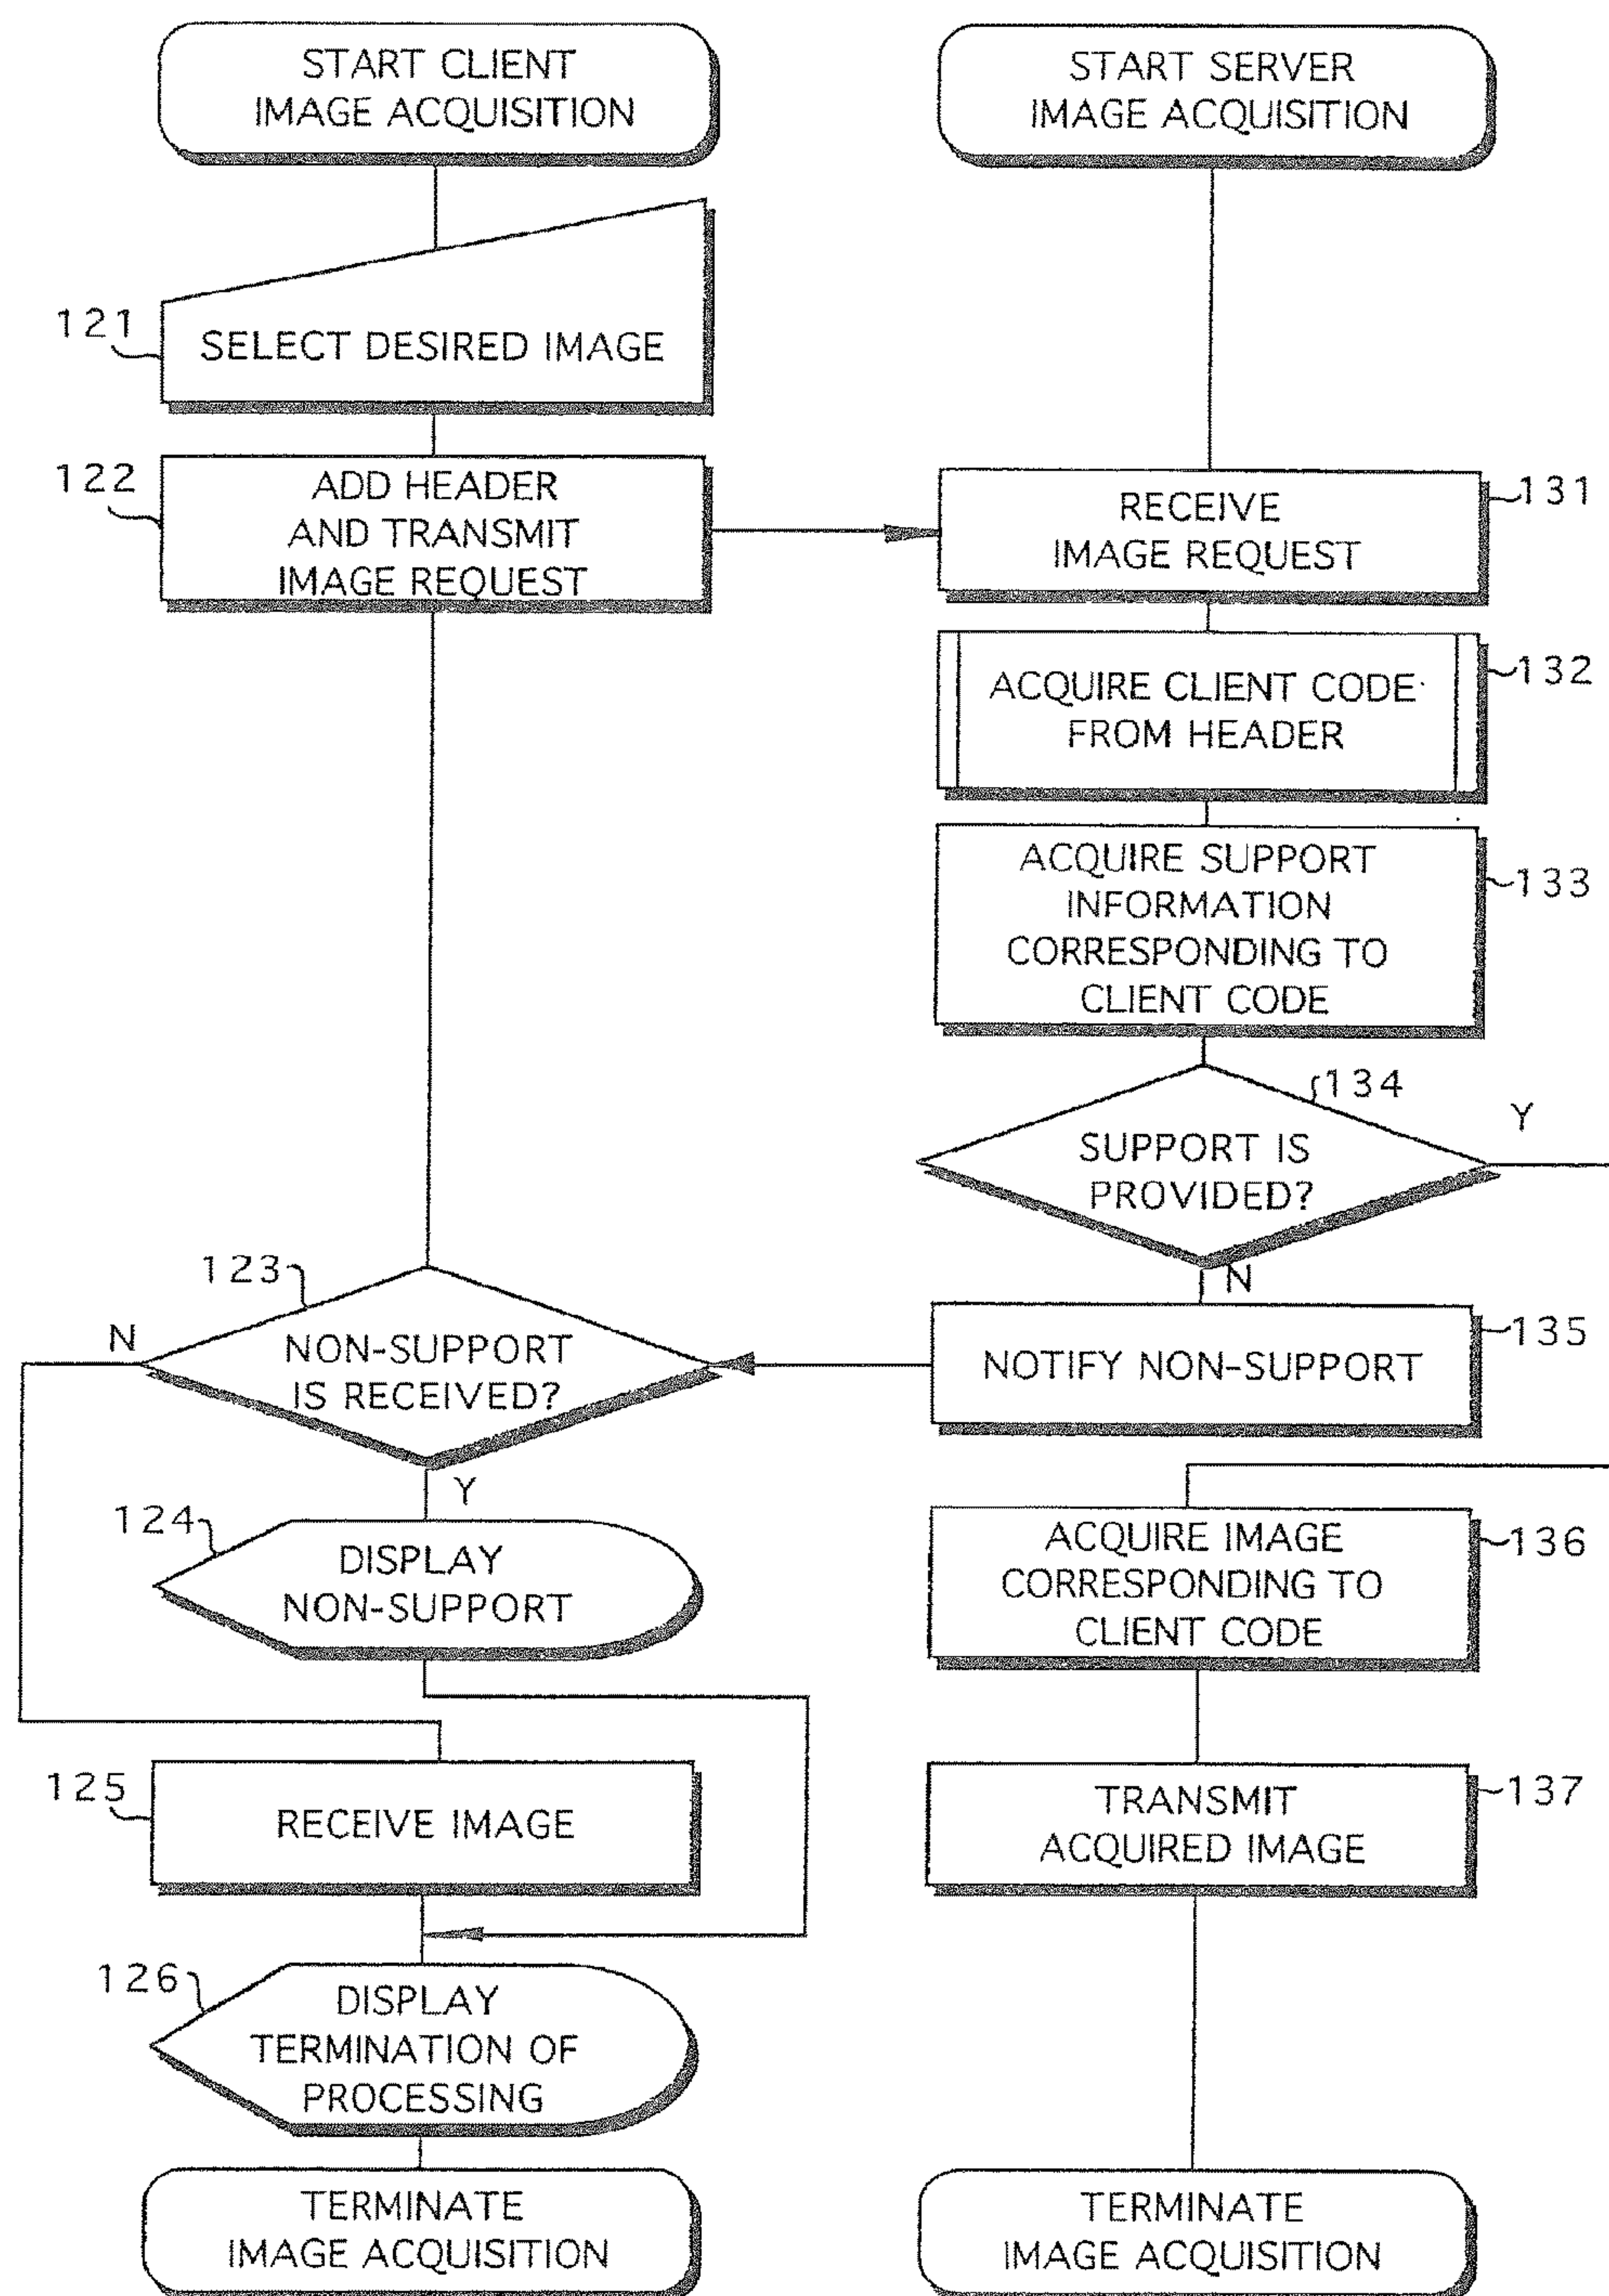 START CLIENT
IMAGE ACQUISITION
121
SELECT DESIRED IMAGE
122
ADD HEADER
AND TRANSMIT
IMAGE REQUEST
123
NON-SUPPORT
IS RECEIVED?
N
Y
124
DISPLAY
NON-SUPPORT
125
RECEIVE IMAGE
126
DISPLAY
TERMINATION OF
PROCESSING
TERMINATE
IMAGE ACQUISITION
START SERVER
IMAGE ACQUISITION
RECEIVE
IMAGE REQUEST
131
ACQUIRE CLIENT CODE
FROM HEADER
132
ACQUIRE SUPPORT
INFORMATION
CORRESPONDING TO
CLIENT CODE
133
134
SUPPORT IS
PROVIDED?
Y
N
NOTIFY NON-SUPPORT
135
ACQUIRE IMAGE
CORRESPONDING TO
CLIENT CODE
136
TRANSMIT
ACQUIRED IMAGE
137
TERMINATE
IMAGE ACQUISITION